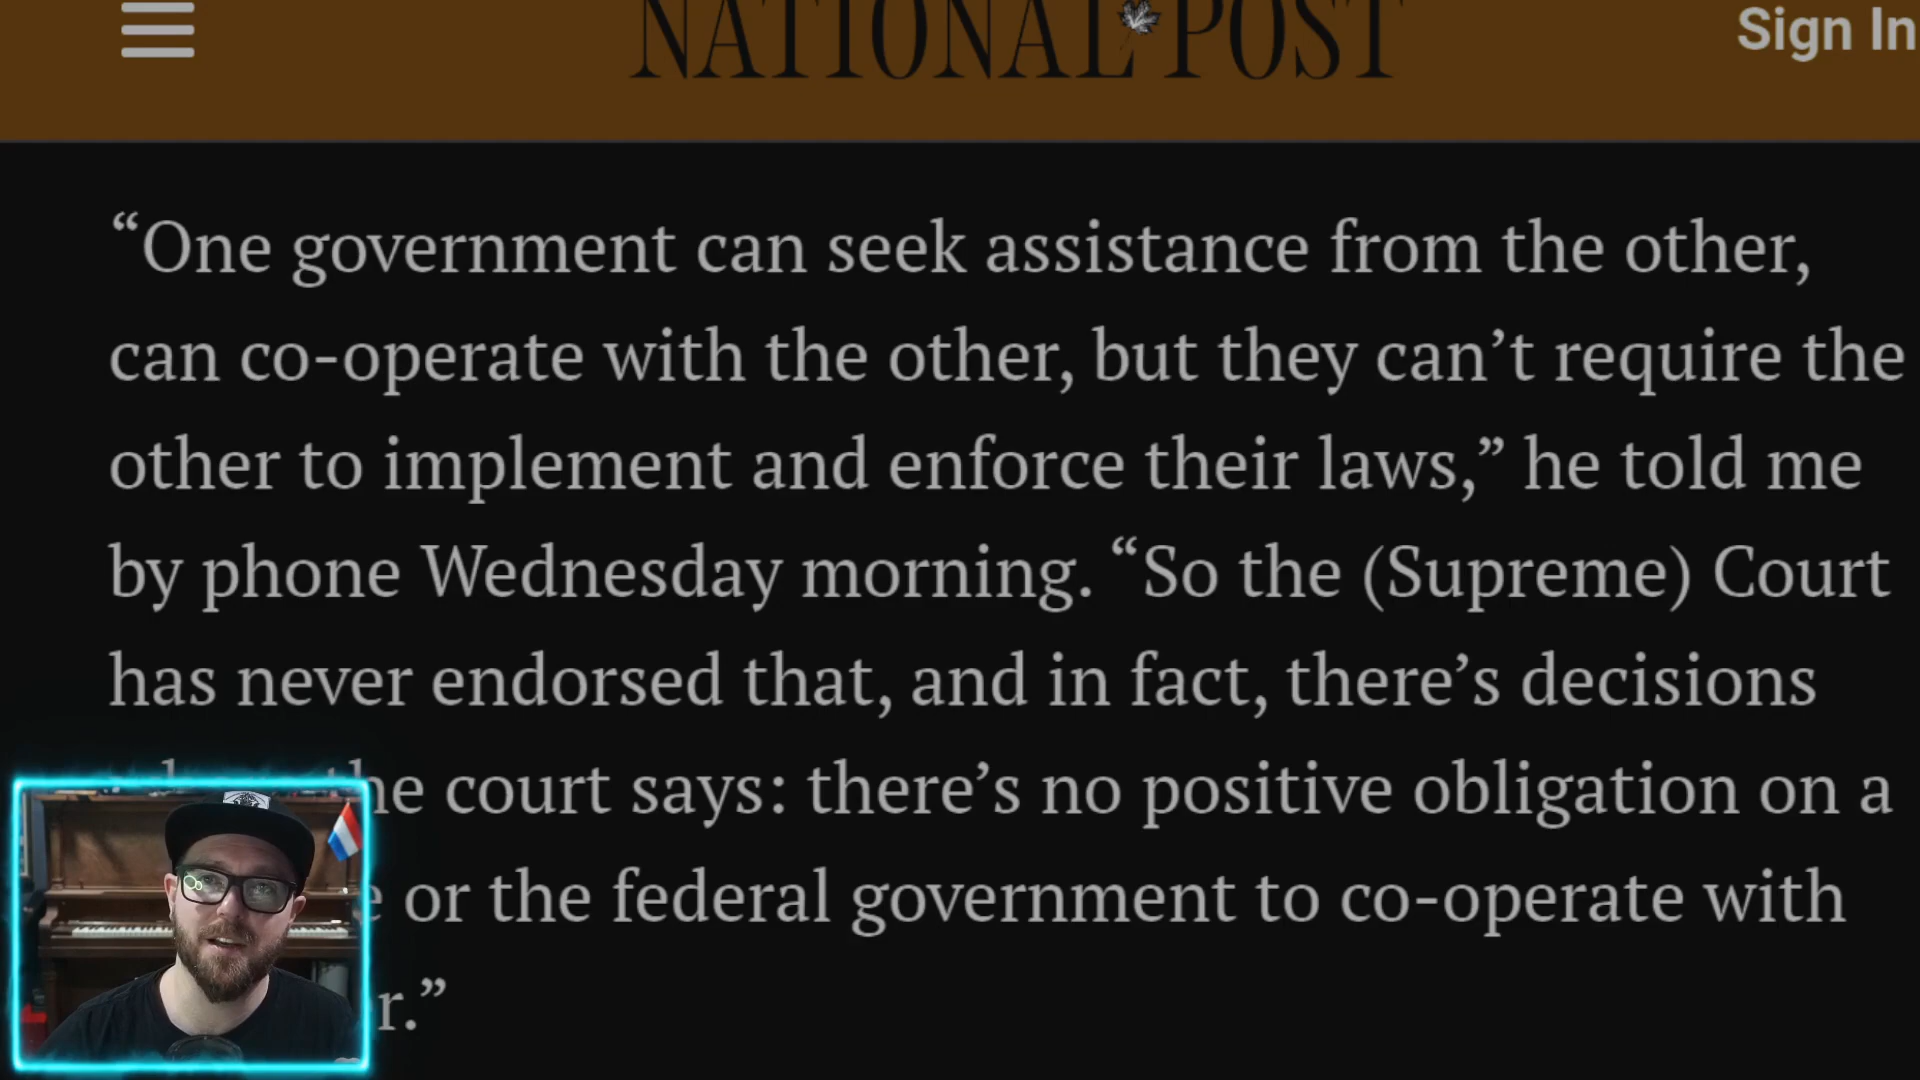 NATIONAL POST
Sign In
“One government can seek assistance from the other,
can co-operate with the other, but they can’t require the
other to implement and enforce their laws,” he told me
by phone Wednesday morning. “So the (Supreme) Court
has never endorsed that, and in fact, there’s decisions
the court says: there’s no positive obligation on a
or the federal government to co-operate with
r.”